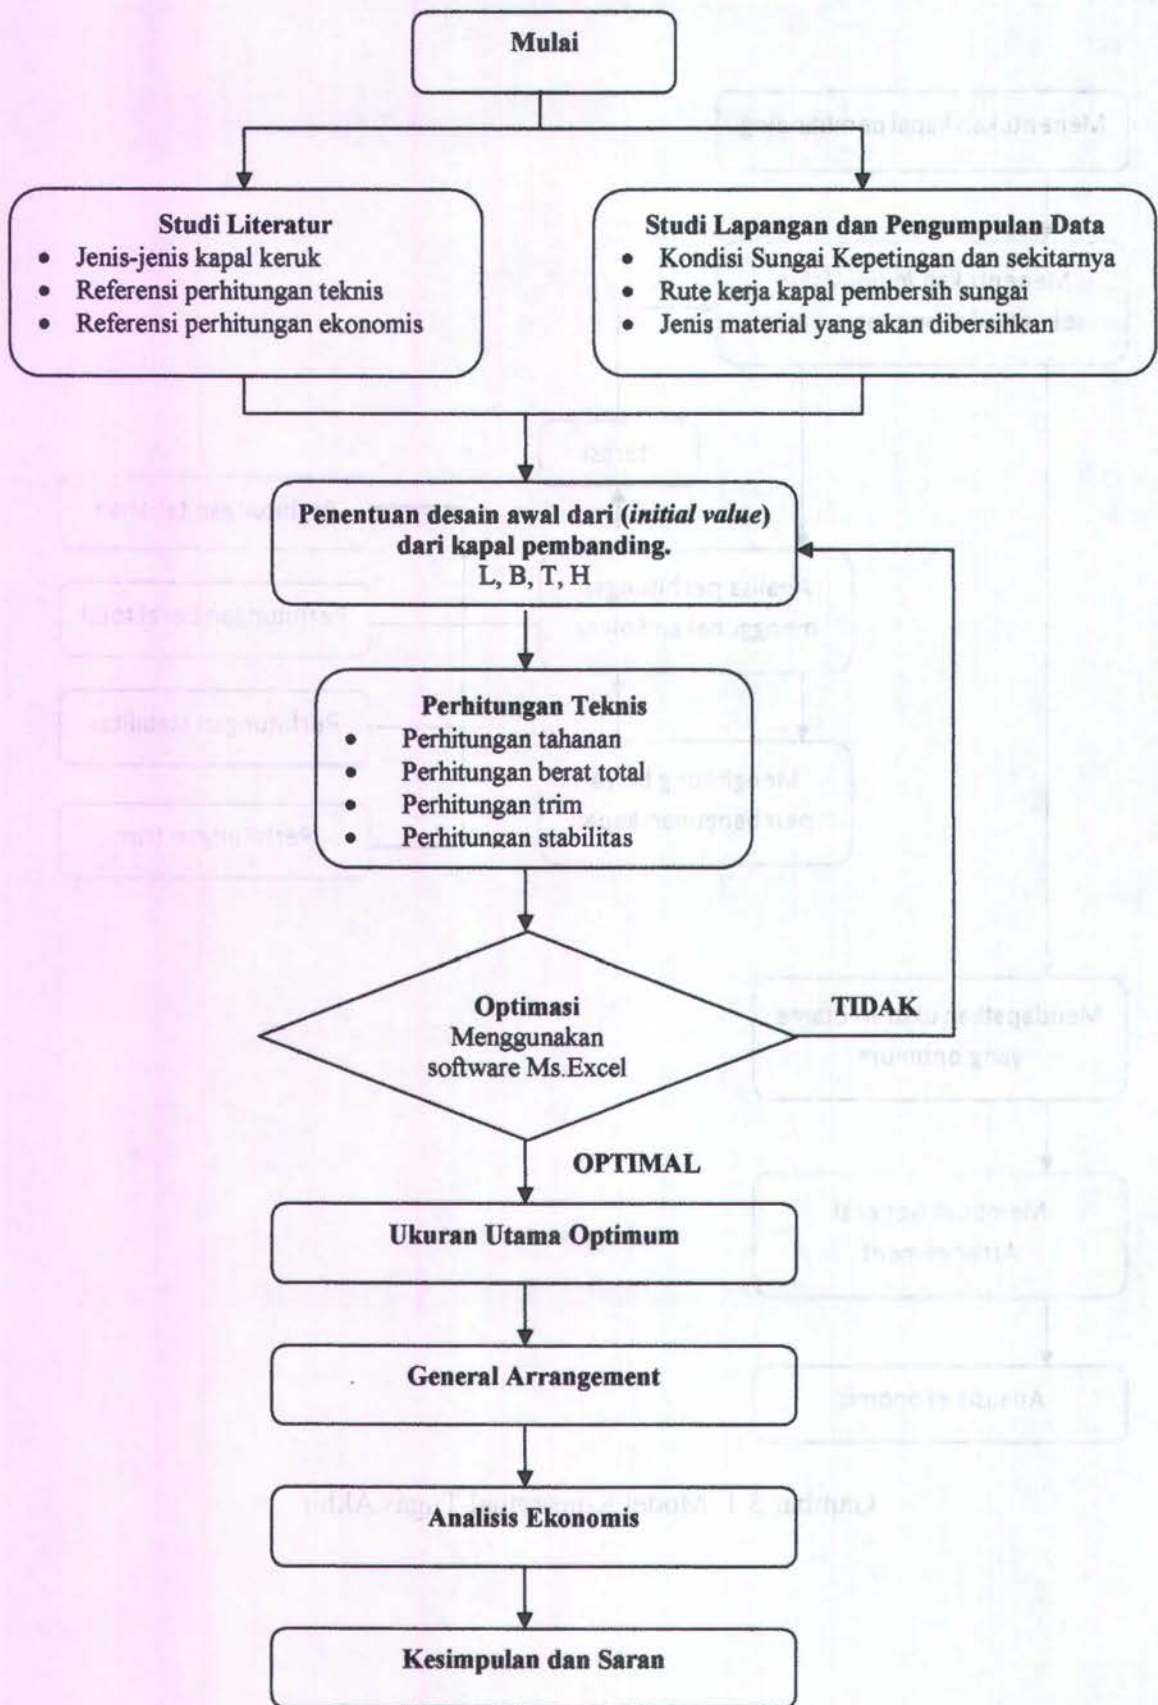 Mulai
Studi Literatur
• Jenis-jenis kapal keruk
• Referensi perhitungan teknis
• Referensi perhitungan ekonomis
Studi Lapangan dan Pengumpulan Data
• Kondisi Sungai Kepetingan dan sekitarnya
• Rute kerja kapal pembersih sungai
• Jenis material yang akan dibersihkan
Penentuan desain awal dari (initial value)
dari kapal pembanding.
L, B, T, H
Perhitungan Teknis
• Perhitungan tahanan
• Perhitungan berat total
• Perhitungan trim
• Perhitungan stabilitas
Optimasi
Menggunakan
software Ms.Excel
TIDAK
OPTIMAL
Ukuran Utama Optimum
General Arrangement
Analisis Ekonomis
Kesimpulan dan Saran